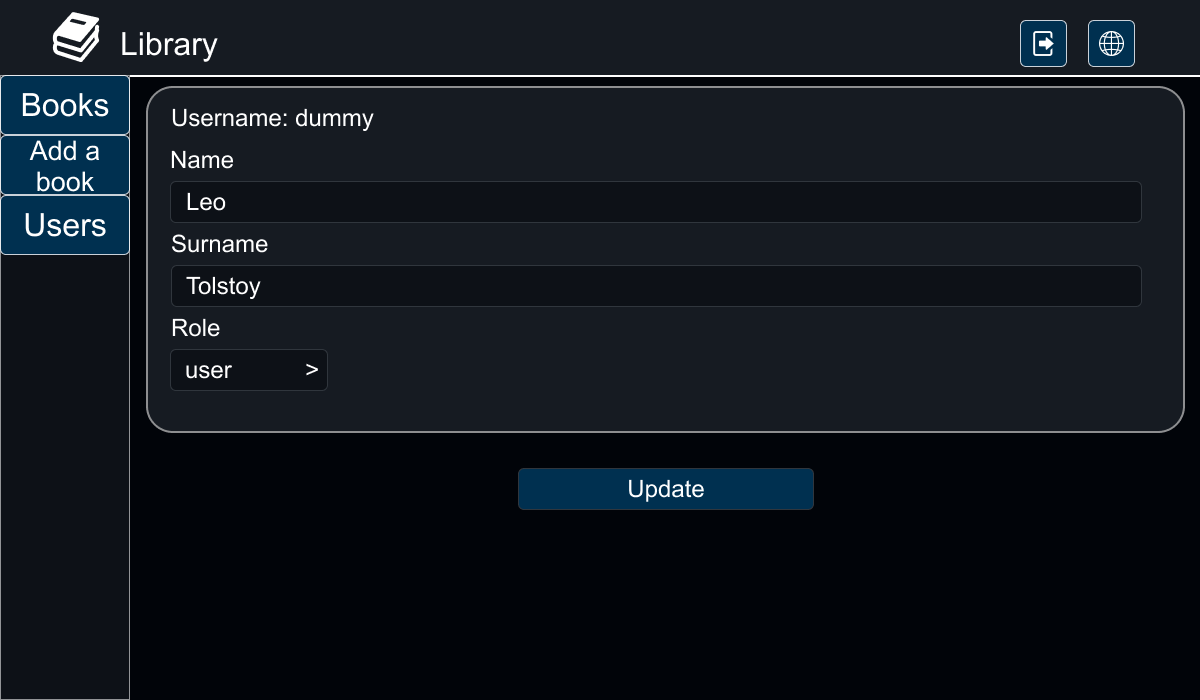 Library
Books
Add a
book
Users
Username: dummy
Name
Leo
Surname
Tolstoy
Role
user >
Update